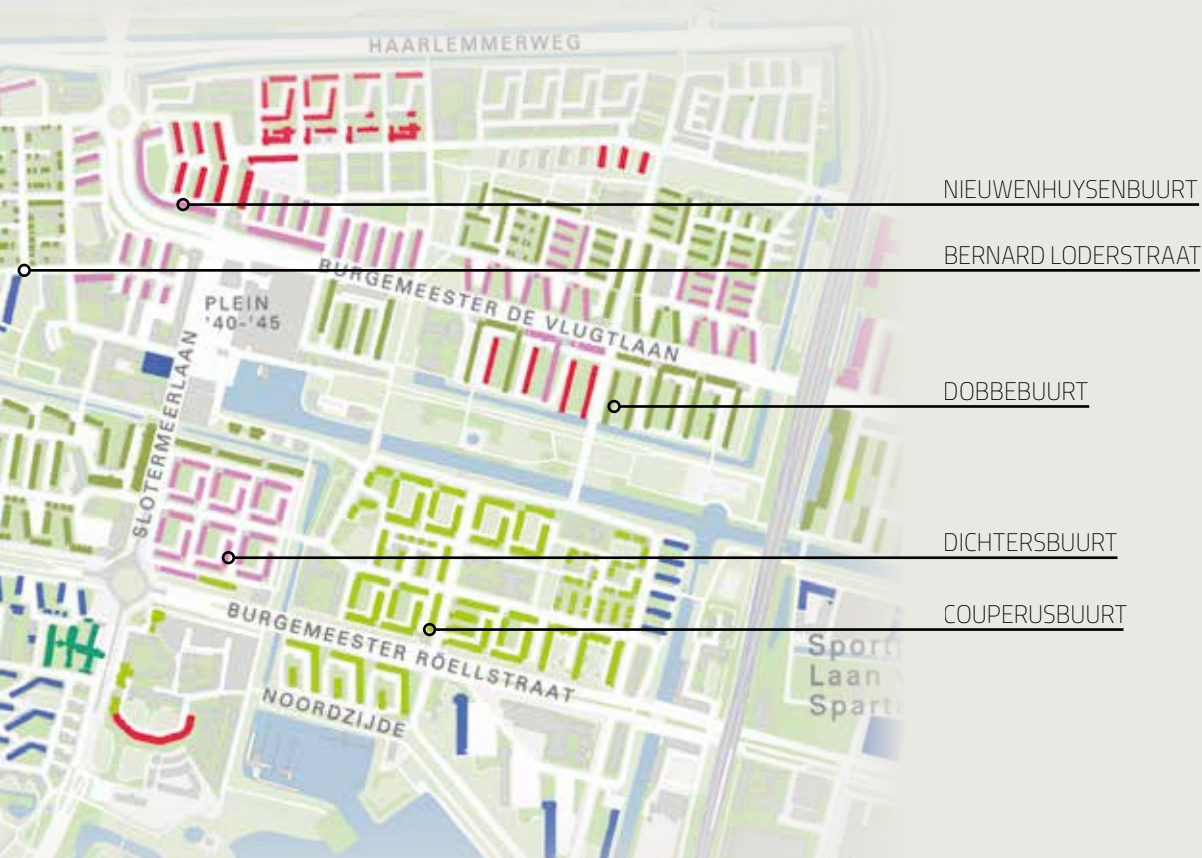 HAARLEMMERWEG
NIEUWENHUYSENBUURT
BERNARD LODERSTRAAT
BURGEMEESTER DE VLUGTLAAN
PLEIN
'40-'45
SLOTERMEERLAAN
DOBBEBUURT
DICHTERSBUURT
COUPERUSBUURT
BURGEMEESTER RÖELLSTRAAT
NOORDZIJDE
Sport
Laan
Sparta